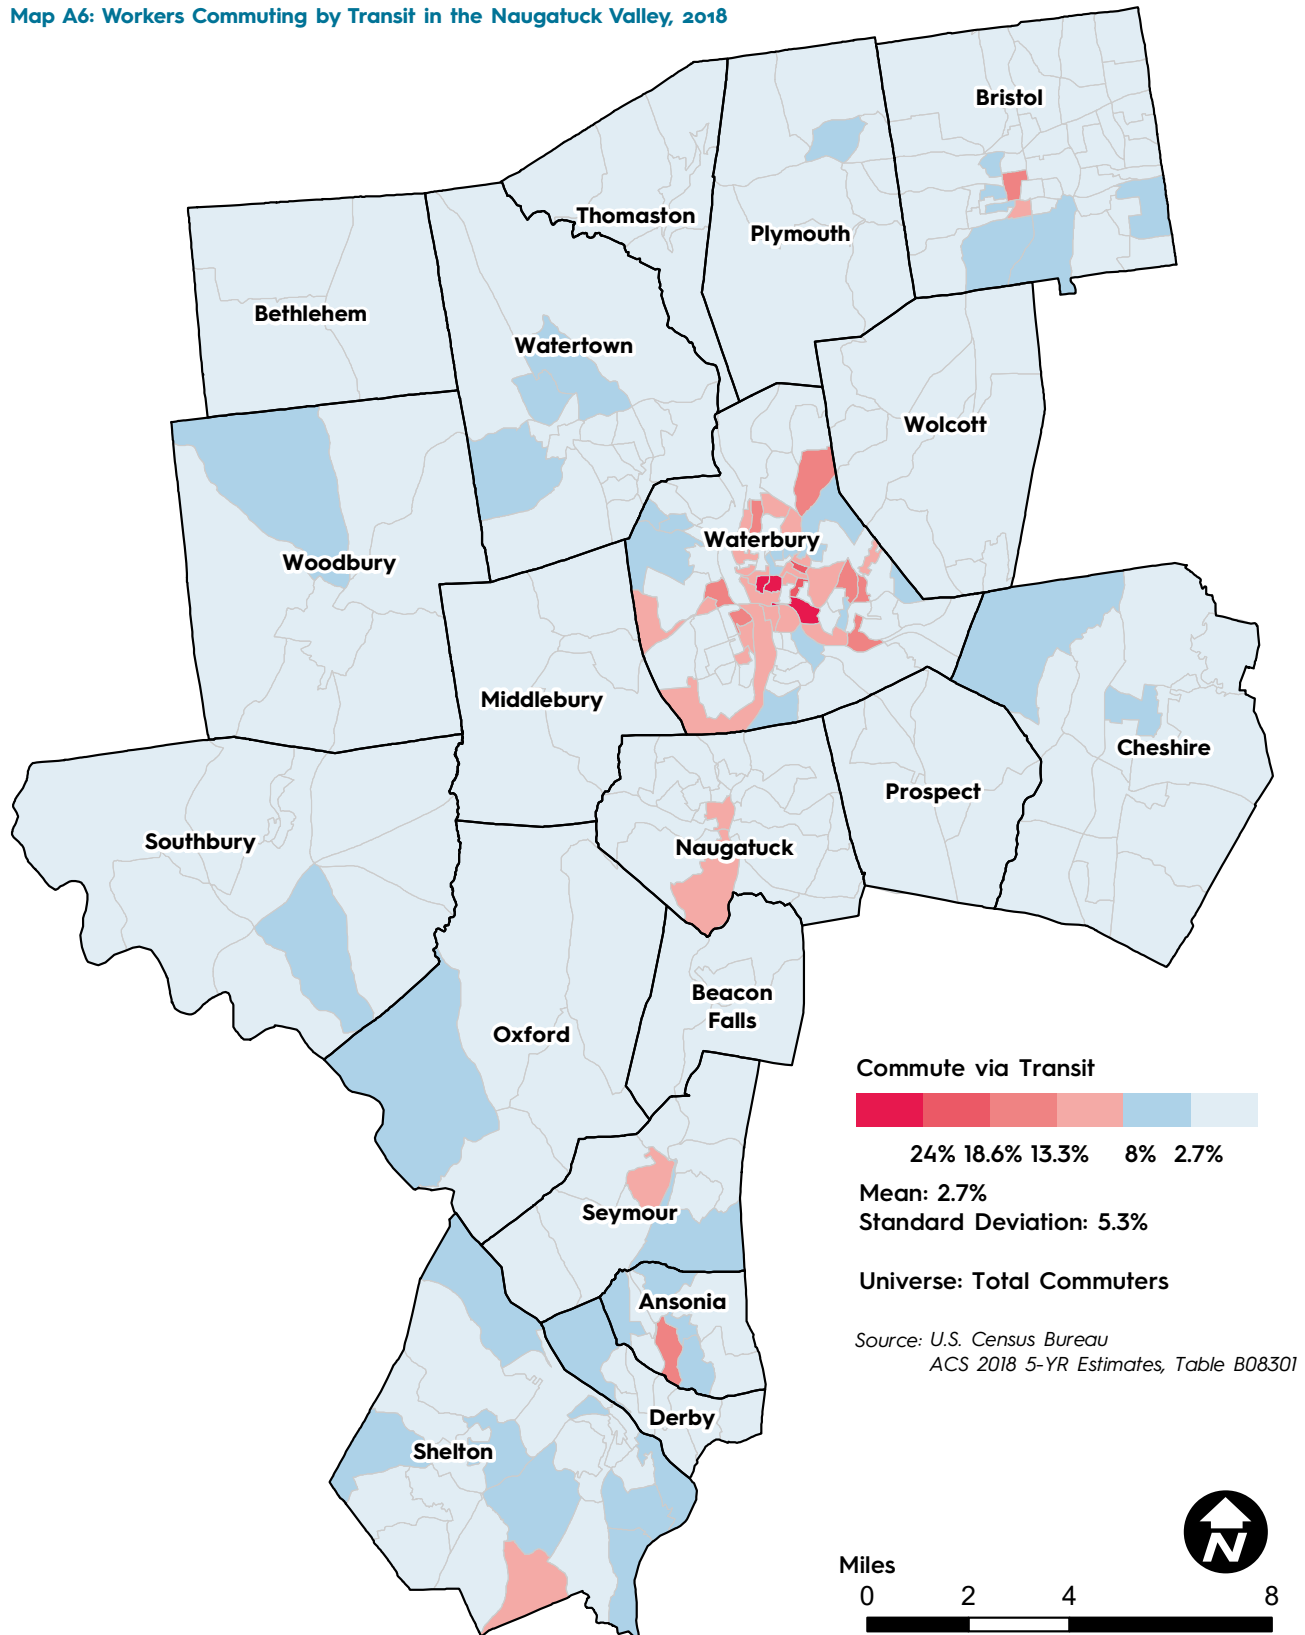 Map A6: Workers Commuting by Transit in the Naugatuck Valley, 2018
Bristol
Thomaston
Plymouth
Bethlehem
Watertown
Wolcott
Waterbury
Woodbury
Middlebury
Cheshire
Prospect
Southbury
Naugatuck
Beacon
Falls
Oxford
Commute via Transit
24% 18.6% 13.3% 8% 2.7%
Mean: 2.7%
Standard Deviation: 5.3%
Seymour
Universe: Total Commuters
Ansonia
Source: U.S. Census Bureau
ACS 2018 5-YR Estimates, Table B08301
Derby
Shelton
N
Miles
0 2 4 8